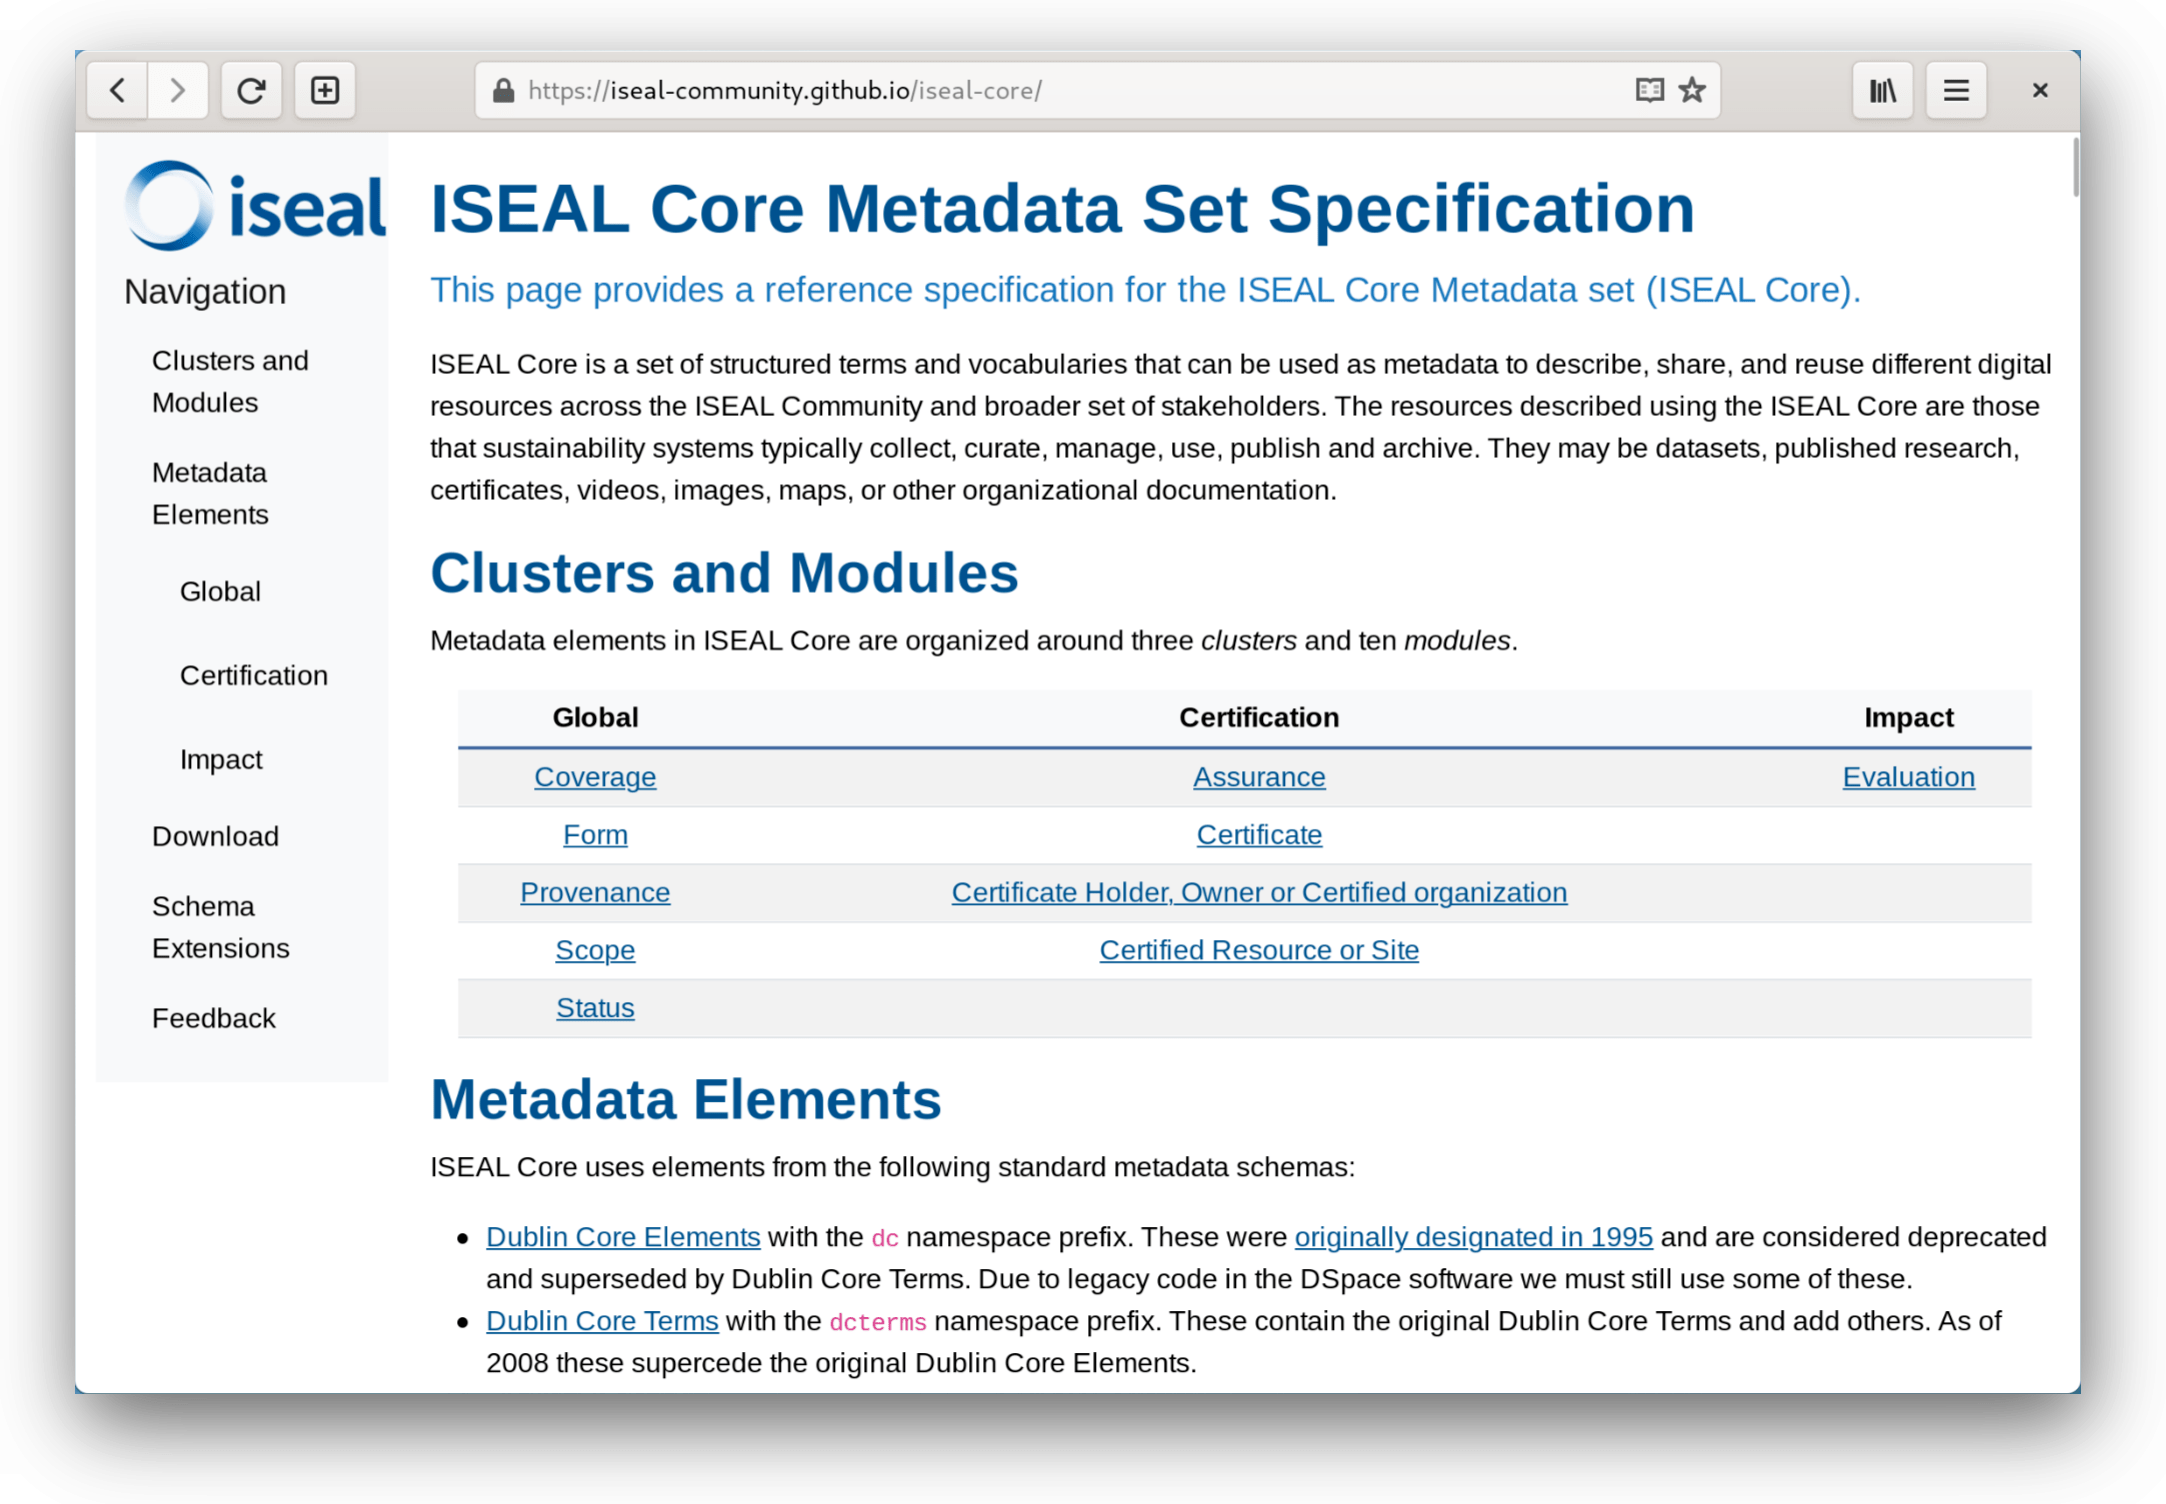 https://iseal-community.github.io/iseal-core/
iseal
Navigation
Clusters and
Modules
Metadata
Elements
Global
Certification
Impact
Download
Schema
Extensions
Feedback
ISEAL Core Metadata Set Specification
This page provides a reference specification for the ISEAL Core Metadata set (ISEAL Core).
ISEAL Core is a set of structured terms and vocabularies that can be used as metadata to describe, share, and reuse different digital
resources across the ISEAL Community and broader set of stakeholders. The resources described using the ISEAL Core are those
that sustainability systems typically collect, curate, manage, use, publish and archive. They may be datasets, published research,
certificates, videos, images, maps, or other organizational documentation.
Clusters and Modules
Metadata elements in ISEAL Core are organized around three clusters and ten modules.
Global Certification Impact
Coverage Assurance Evaluation
Form Certificate
Provenance Certificate Holder, Owner or Certified organization
Scope Certified Resource or Site
Status
Metadata Elements
ISEAL Core uses elements from the following standard metadata schemas:
• Dublin Core Elements with the dc namespace prefix. These were originally designated in 1995 and are considered deprecated
and superseded by Dublin Core Terms. Due to legacy code in the DSpace software we must still use some of these.
• Dublin Core Terms with the dcterms namespace prefix. These contain the original Dublin Core Terms and add others. As of
2008 these supercede the original Dublin Core Elements.